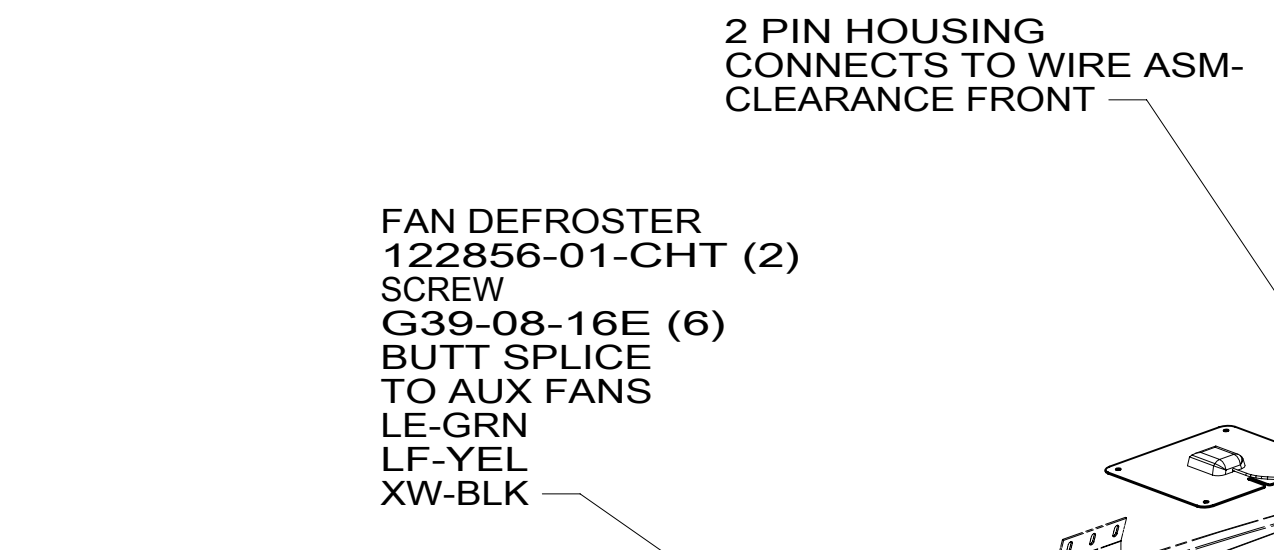 2 PIN HOUSING
CONNECTS TO WIRE ASM-
CLEARANCE FRONT
FAN DEFROSTER
122856-01-CHT (2)
SCREW
G39-08-16E (6)
BUTT SPLICE
TO AUX FANS
LE-GRN
LF-YEL
XW-BLK